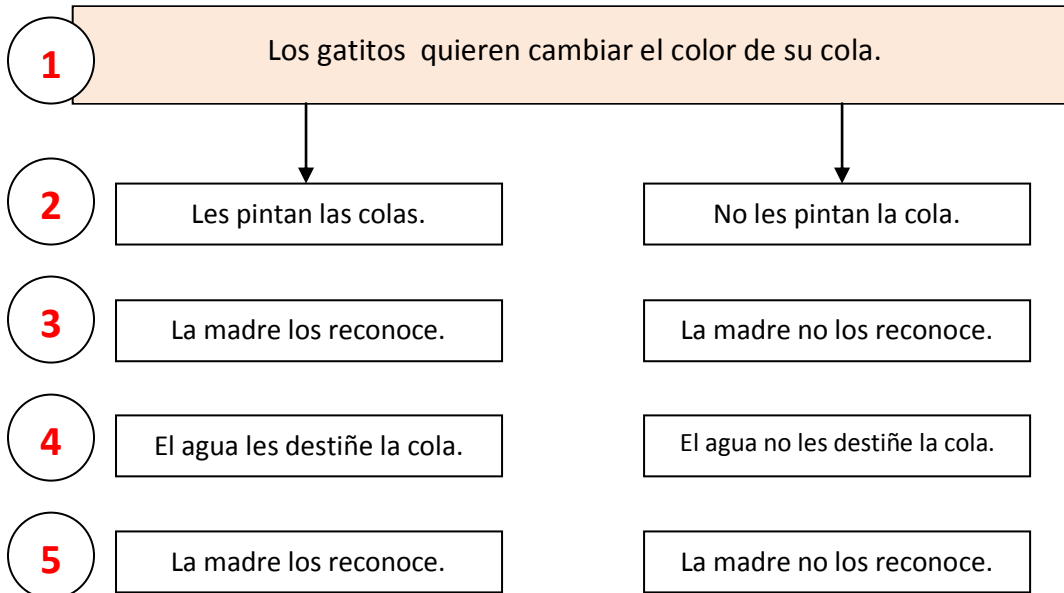 1
Los gatitos quieren cambiar el color de su cola.
2
Les pintan las colas.
No les pintan la cola.
3
La madre los reconoce.
La madre no los reconoce.
4
El agua les destiñe la cola.
El agua no les destiñe la cola.
5
La madre los reconoce.
La madre no los reconoce.